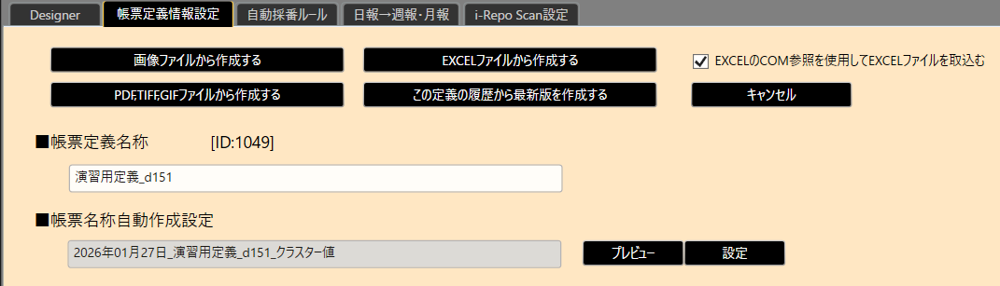 Designer 帳票定義情報設定 自動採番ルール 日報→週報・月報 i-Repo Scan設定
画像ファイルから作成する EXCELファイルから作成する EXCELのCOM参照を使用してEXCELファイルを取込む
PDF,TIFF,GIFファイルから作成する この定義の履歴から最新版を作成する キャンセル
■帳票定義名称 [ID:1049]
演習用定義_d151
■帳票名称自動作成設定
2026年01月27日_演習用定義_d151_クラスター値 プレビュー 設定